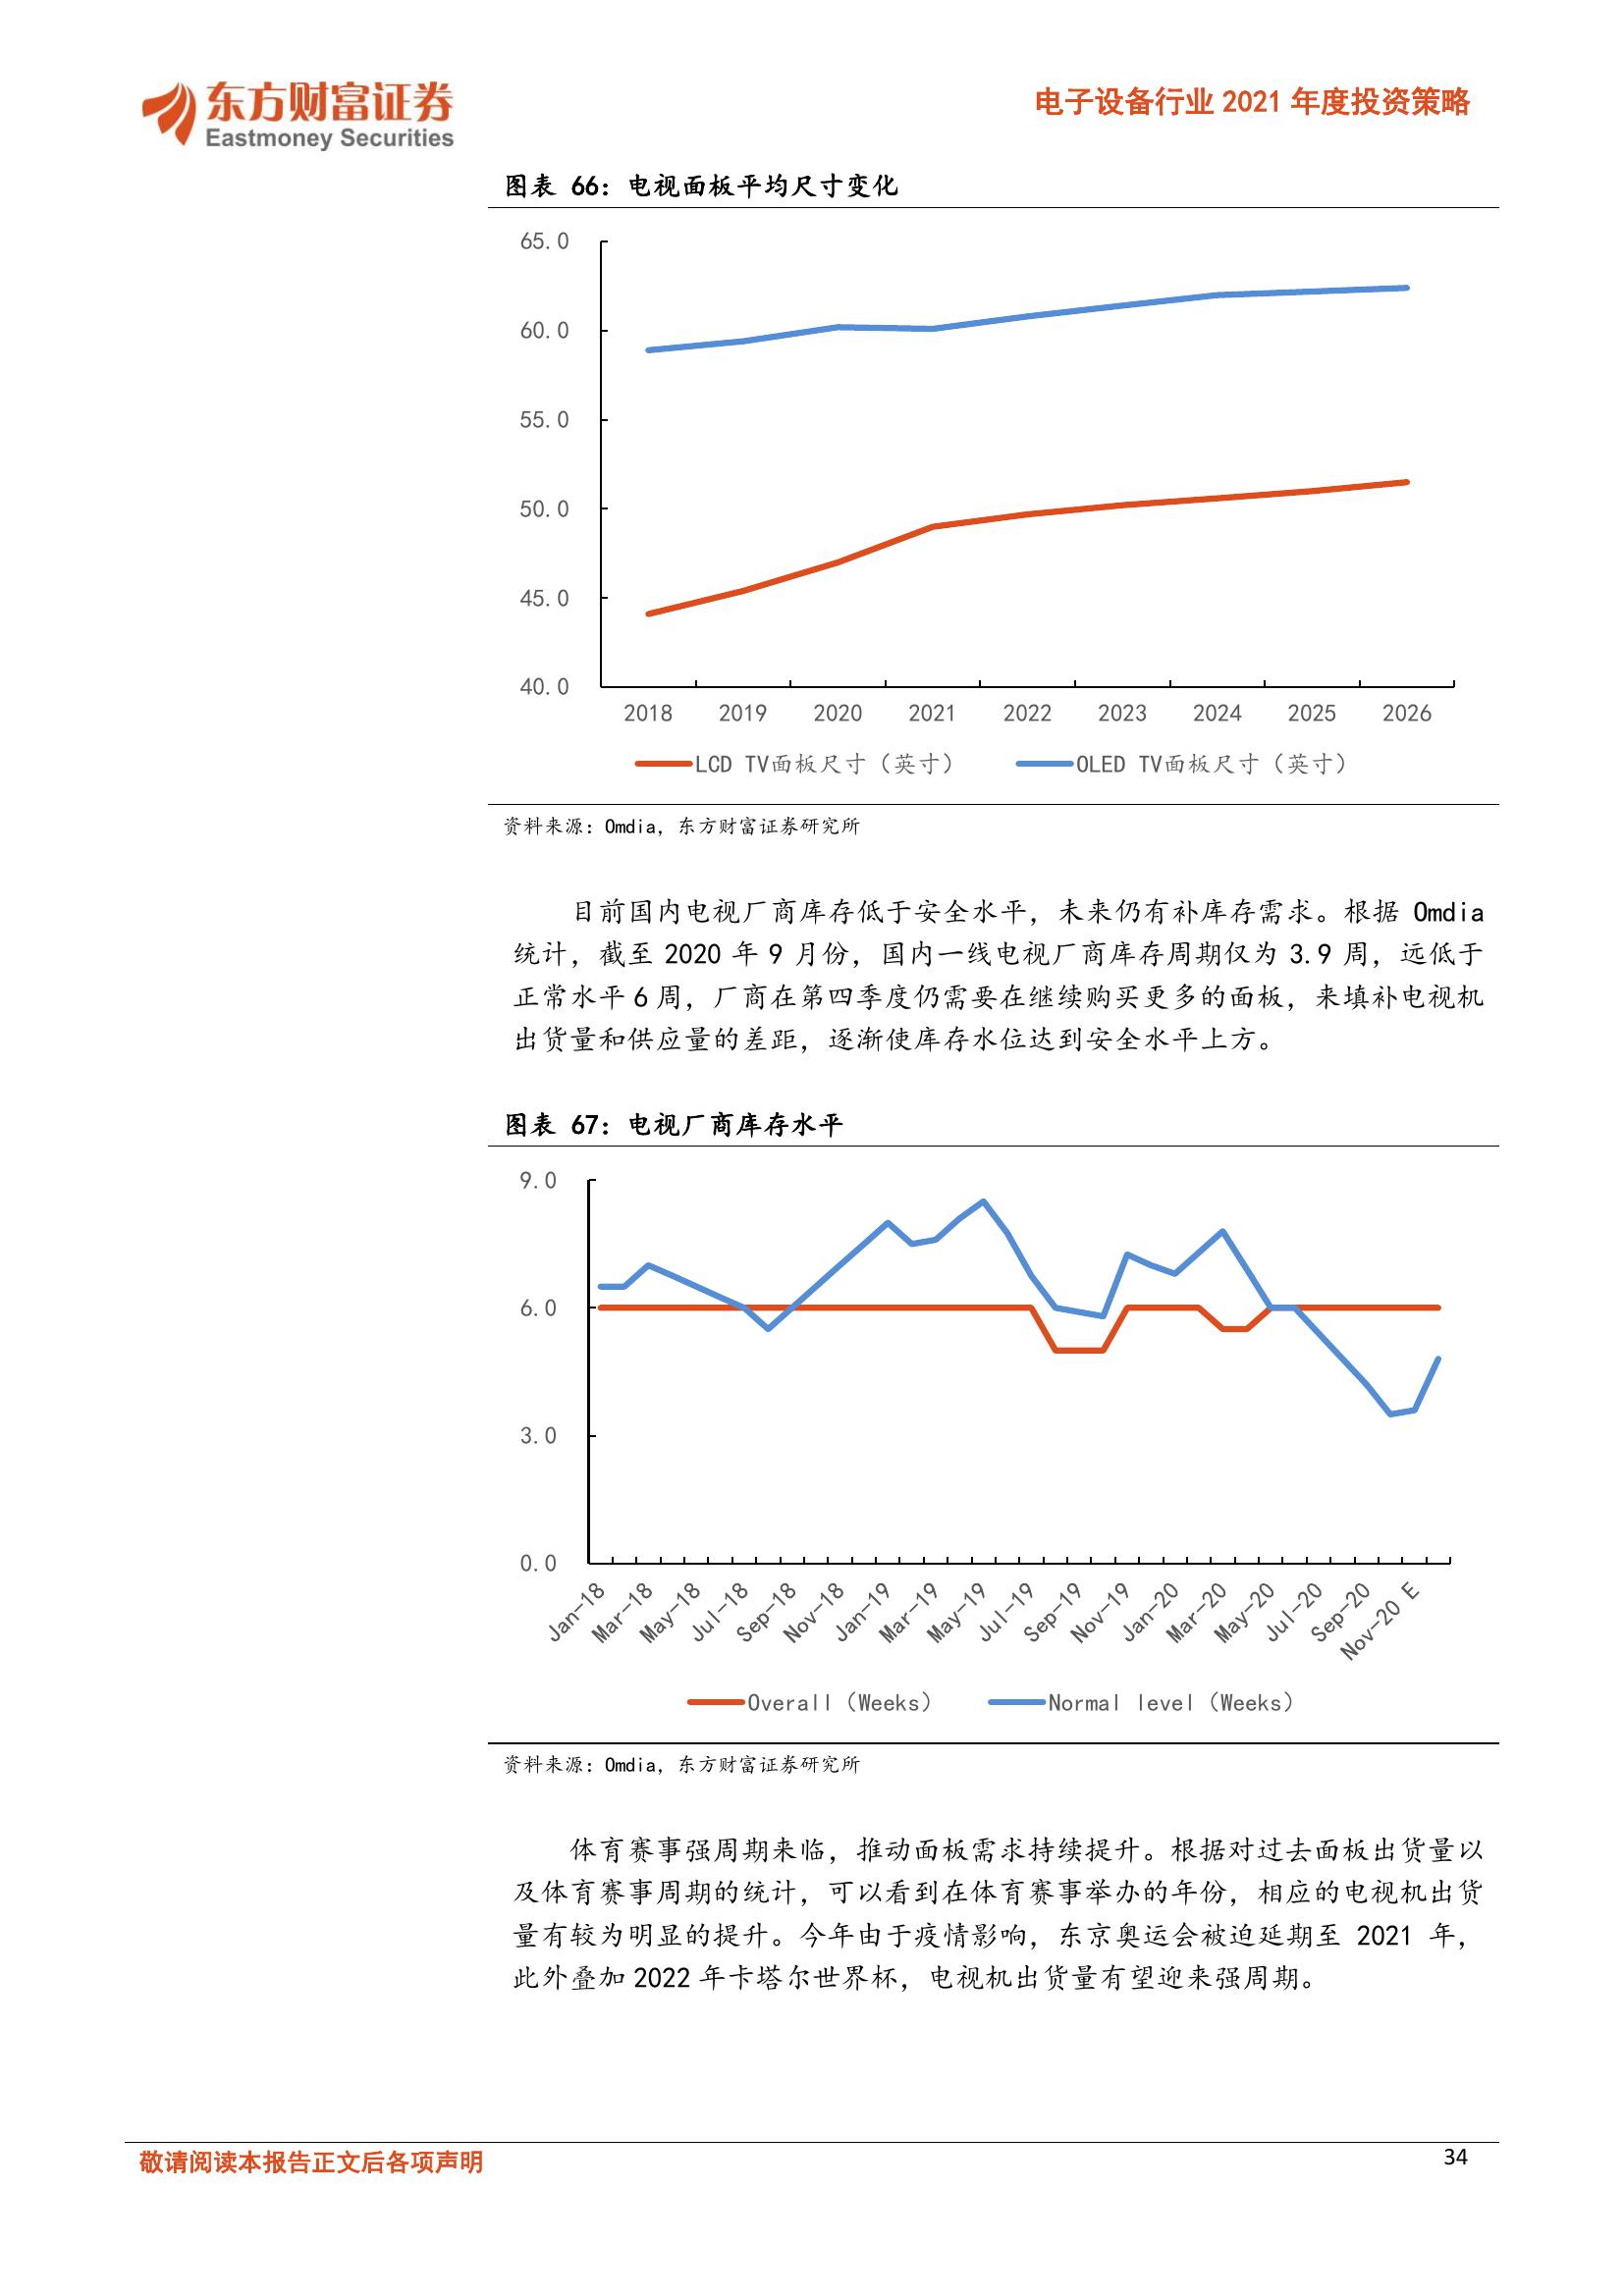 东方财富证券
Eastmoney Securities
电子设备行业 2021 年度投资策略
图表 66：电视面板平均尺寸变化
65.0
60.0
55.0
50.0
45.0
40.0
2018 2019 2020 2021 2022 2023 2024 2025 2026
LCD TV面板尺寸（英寸） OLED TV面板尺寸（英寸）
资料来源：Omdia，东方财富证券研究所
目前国内电视厂商库存低于安全水平，未来仍有补库存需求。根据 Omdia
统计，截至 2020 年 9 月份，国内一线电视厂商库存周期仅为 3.9 周，远低于
正常水平 6 周，厂商在第四季度仍需要在继续购买更多的面板，来填补电视机
出货量和供应量的差距，逐渐使库存水位达到安全水平上方。
图表 67：电视厂商库存水平
9.0
6.0
3.0
0.0
Jan-18 Mar-18 May-18 Jul-18 Sep-18 Nov-18 Jan-19 Mar-19 May-19 Jul-19 Sep-19 Nov-19 Jan-20 Mar-20 May-20 Jul-20 Sep-20 Nov-20 E
Overall（Weeks） Normal level（Weeks）
资料来源：Omdia，东方财富证券研究所
体育赛事强周期来临，推动面板需求持续提升。根据对过去面板出货量以
及体育赛事周期的统计，可以看到在体育赛事举办的年份，相应的电视机出货
量有较为明显的提升。今年由于疫情影响，东京奥运会被迫延期至 2021 年，
此外叠加 2022 年卡塔尔世界杯，电视机出货量有望迎来强周期。
敬请阅读本报告正文后各项声明
34